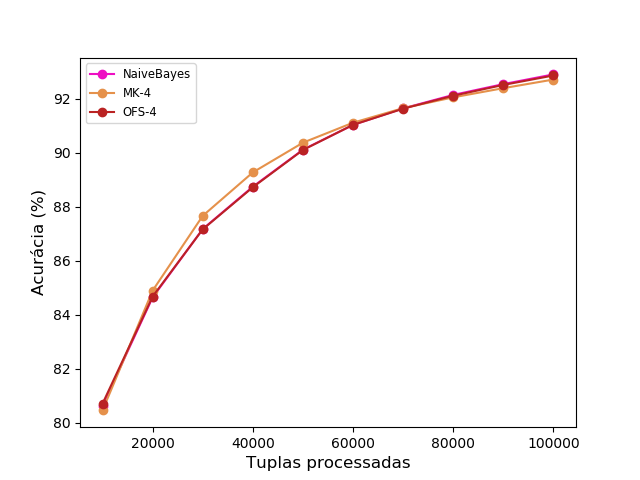 NaiveBayes
MK-4
OFS-4
92
90
88
86
84
82
80
Acurácia (%)
20000 40000 60000 80000 100000
Tuplas processadas